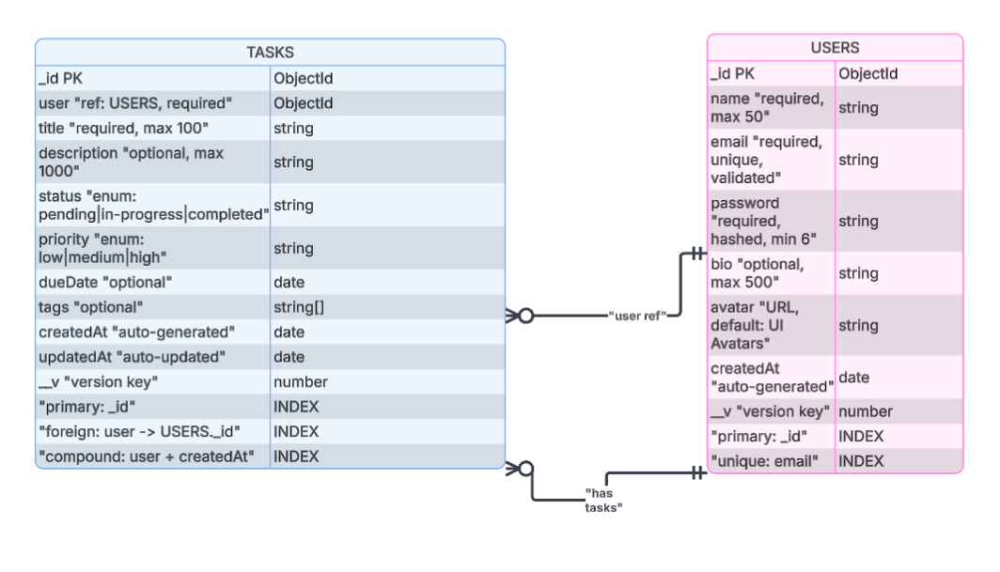 TASKS
_id PK ObjectId
user "ref: USERS, required" ObjectId
title "required, max 100" string
description "optional, max
1000" string
status "enum:
pending|in-progress|completed" string
priority "enum:
low|medium|high" string
dueDate "optional" date
tags "optional" string[]
createdAt "auto-generated" date
updatedAt "auto-updated" date
__v "version key" number
"primary: _id" INDEX
"foreign: user -> USERS._id" INDEX
"compound: user + createdAt" INDEX
"user ref"
"has
tasks"
USERS
_id PK ObjectId
name "required,
max 50" string
email "required,
unique,
validated" string
password
"required,
hashed, min 6" string
bio "optional,
max 500" string
avatar "URL,
default: UI
Avatars" string
createdAt
"auto-generated" date
__v "version key" number
"primary: _id" INDEX
"unique: email" INDEX